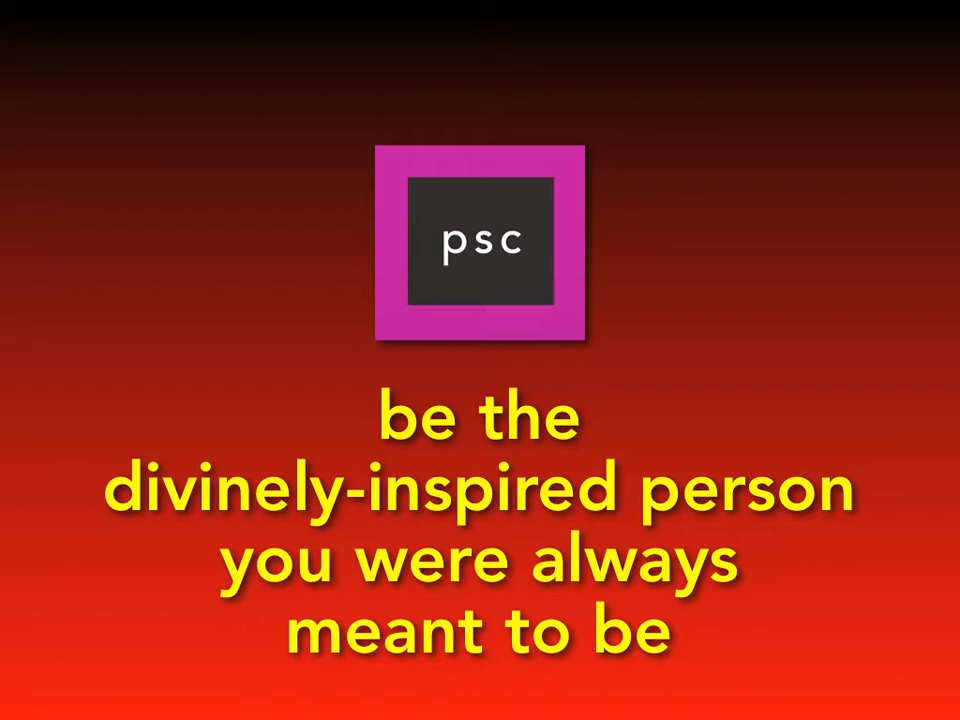 psc
be the
divinely-inspired person
you were always
meant to be